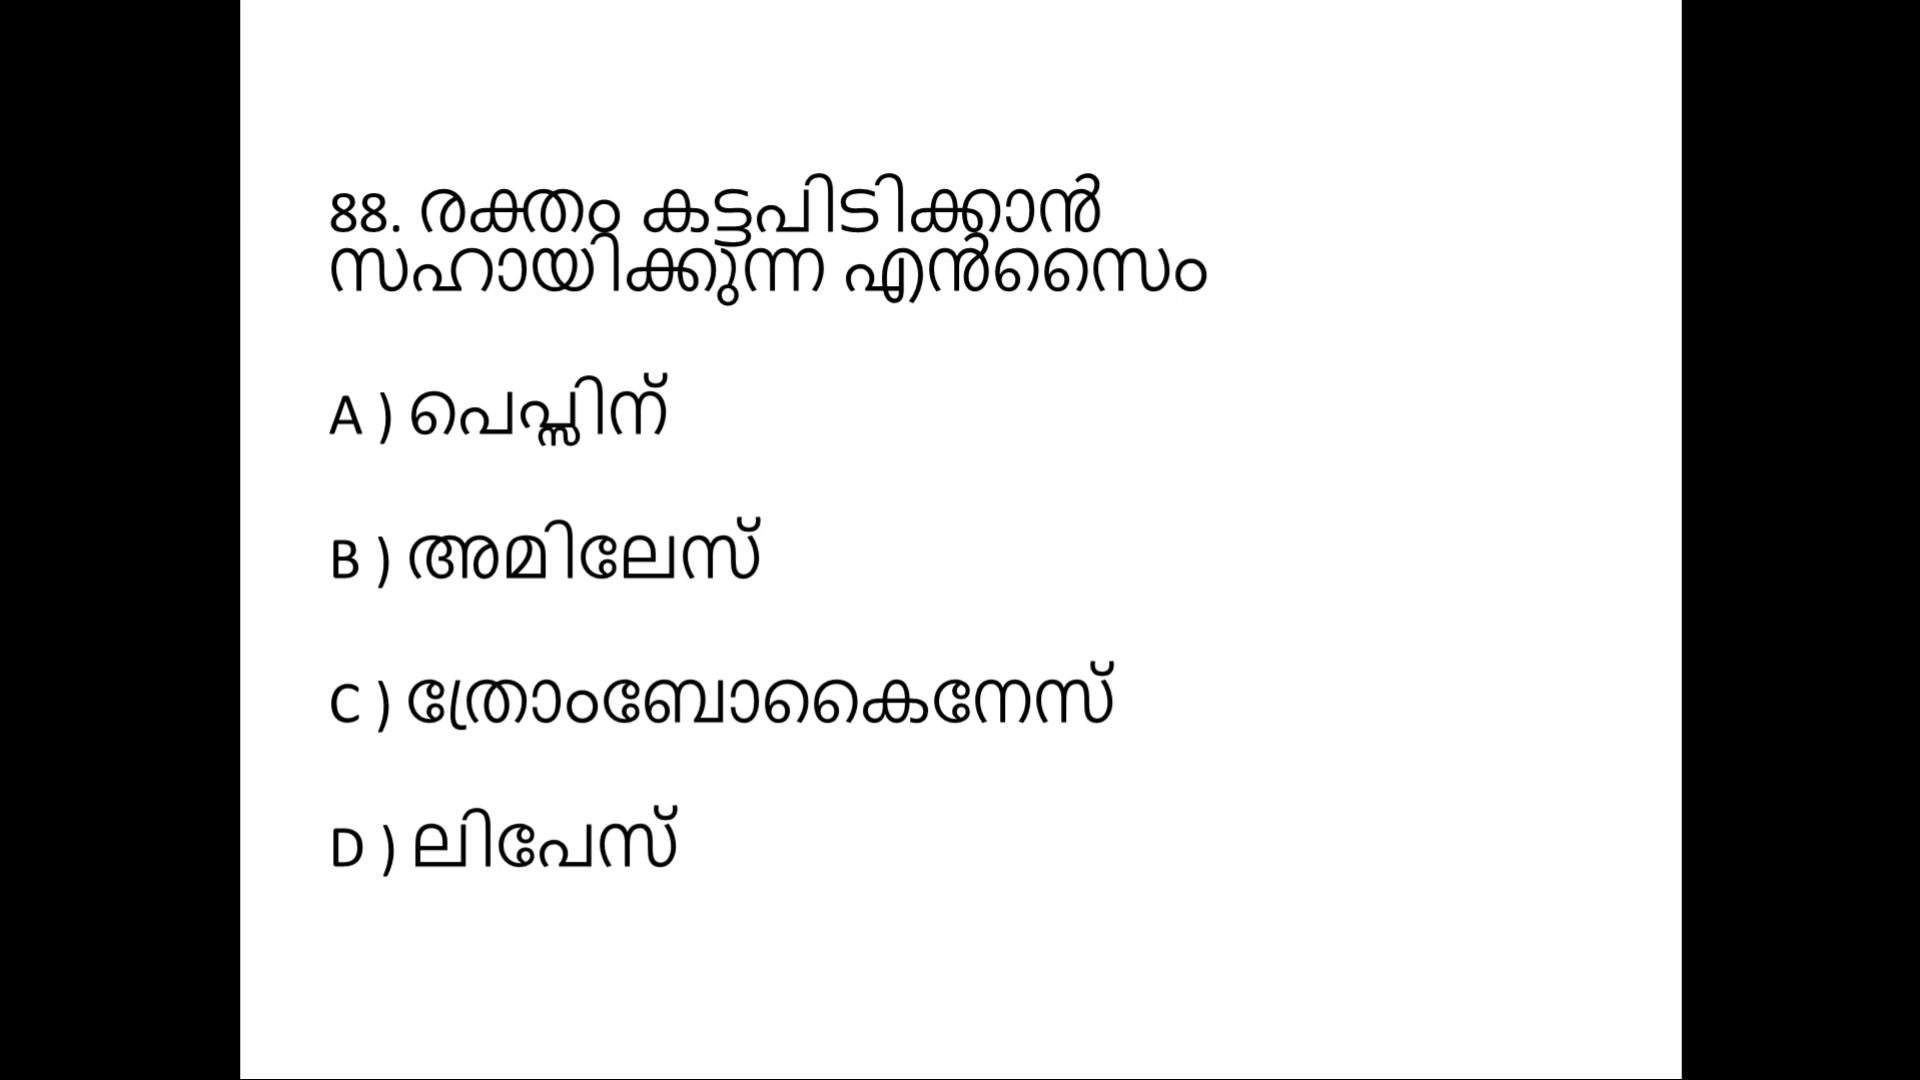 88. രക്തം കട്ടപിടിക്കാൻ
സഹായിക്കുന്ന എൻസൈം
A ) പെപ്സിന്
B ) അമിലേസ്
C ) ത്രോംബോകൈനേസ്
D ) ലിപേസ്